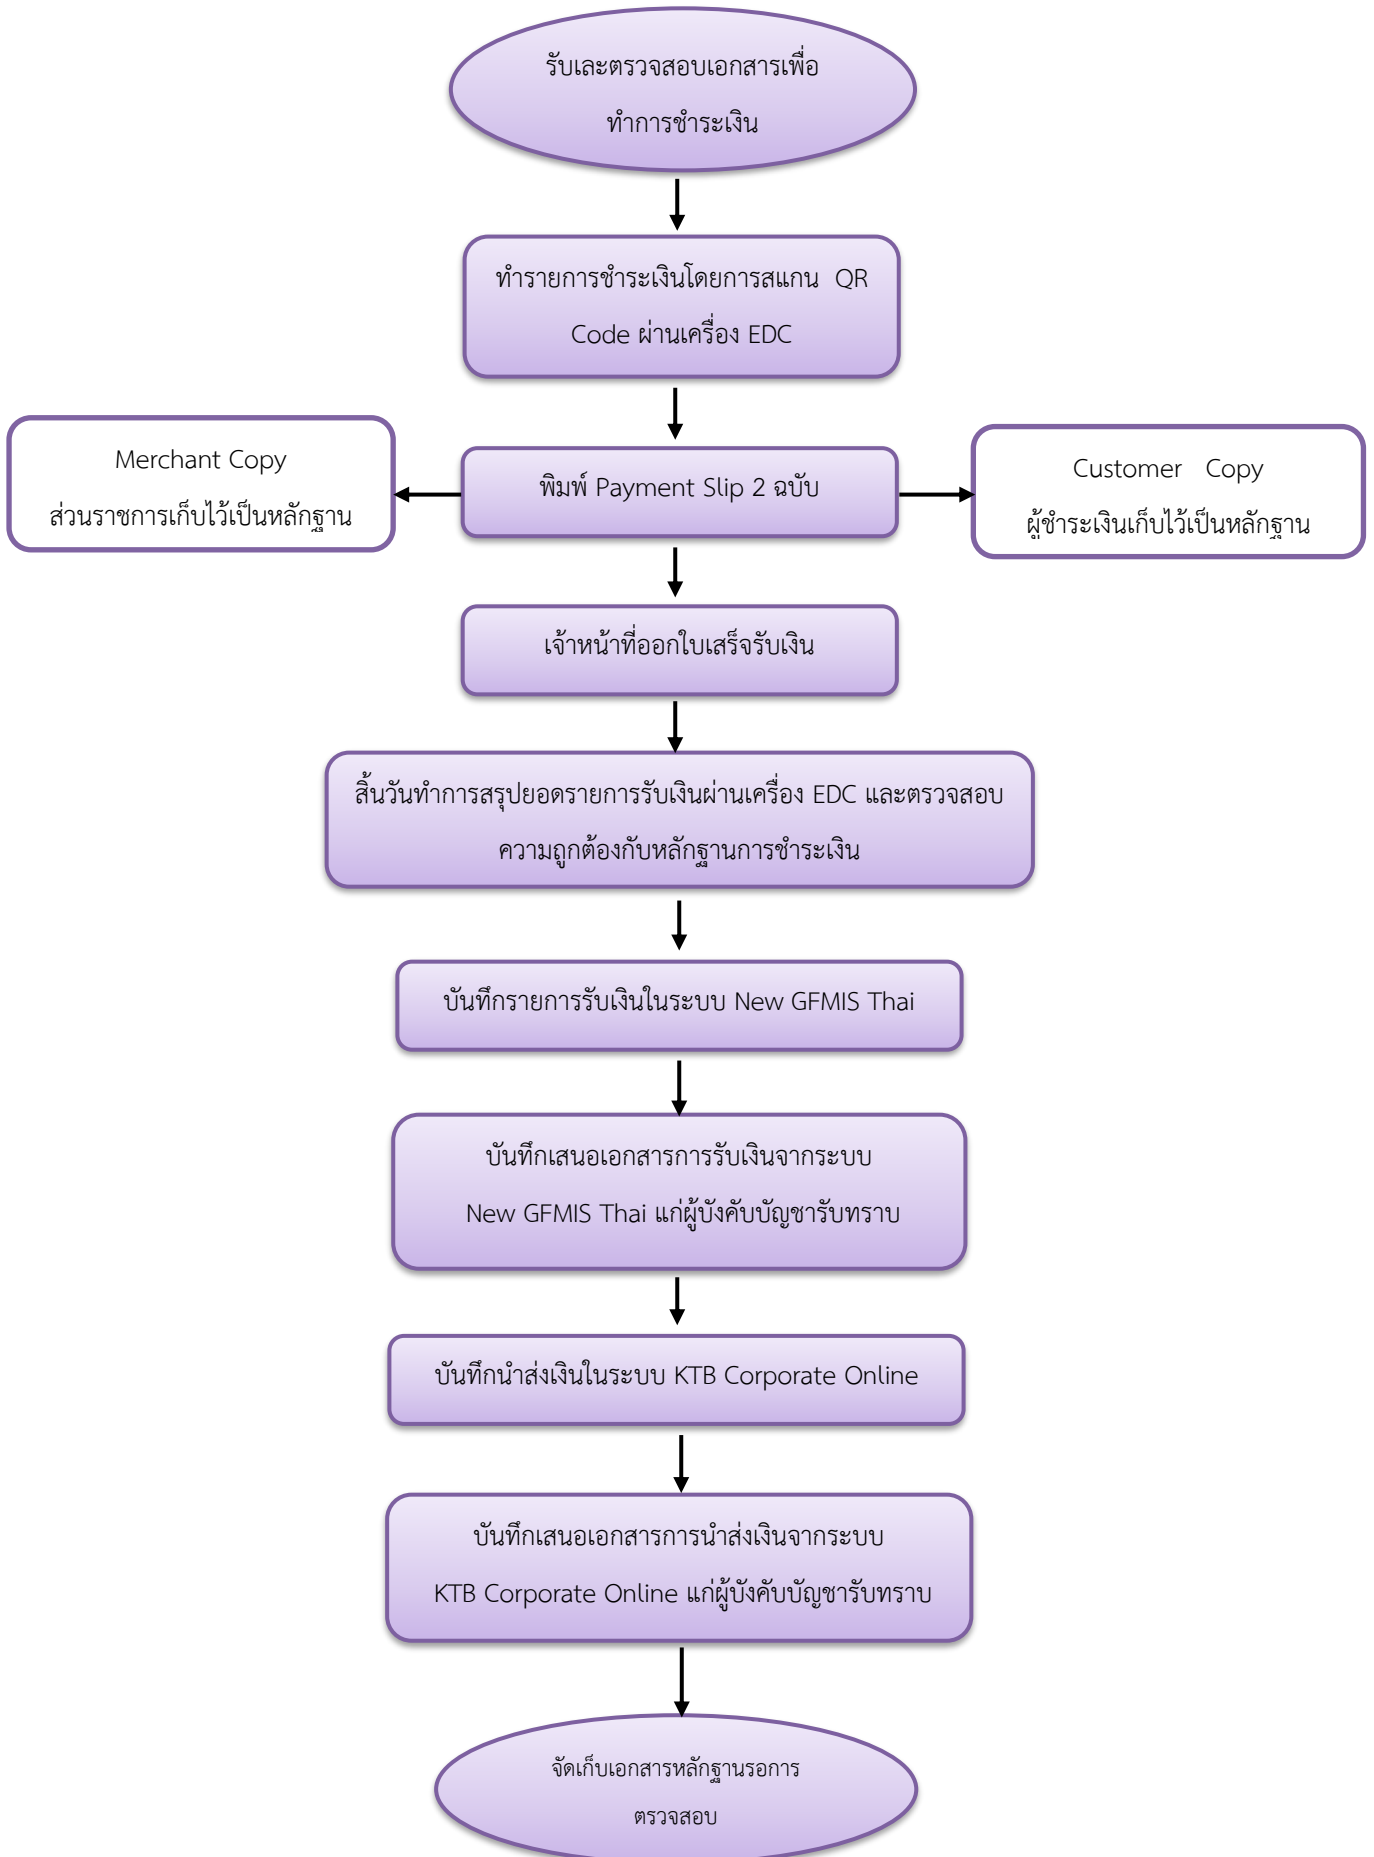 รับและตรวจสอบเอกสารเพื่อ
ทำการชำระเงิน
ทำรายการชำระเงินโดยการสแกน QR
Code ผ่านเครื่อง EDC
Merchant Copy
ส่วนราชการเก็บไว้เป็นหลักฐาน
พิมพ์ Payment Slip 2 ฉบับ
Customer Copy
ผู้ชำระเงินเก็บไว้เป็นหลักฐาน
เจ้าหน้าที่ออกใบเสร็จรับเงิน
สิ้นวันทำการสรุปยอดรายการรับเงินผ่านเครื่อง EDC และตรวจสอบ
ความถูกต้องกับหลักฐานการชำระเงิน
บันทึกรายการรับเงินในระบบ New GFMIS Thai
บันทึกเสนอเอกสารการรับเงินจากระบบ
New GFMIS Thai แก่ผู้บังคับบัญชารับทราบ
บันทึกนำส่งเงินในระบบ KTB Corporate Online
บันทึกเสนอเอกสารการนำส่งเงินจากระบบ
KTB Corporate Online แก่ผู้บังคับบัญชารับทราบ
จัดเก็บเอกสารหลักฐานรอการ
ตรวจสอบ